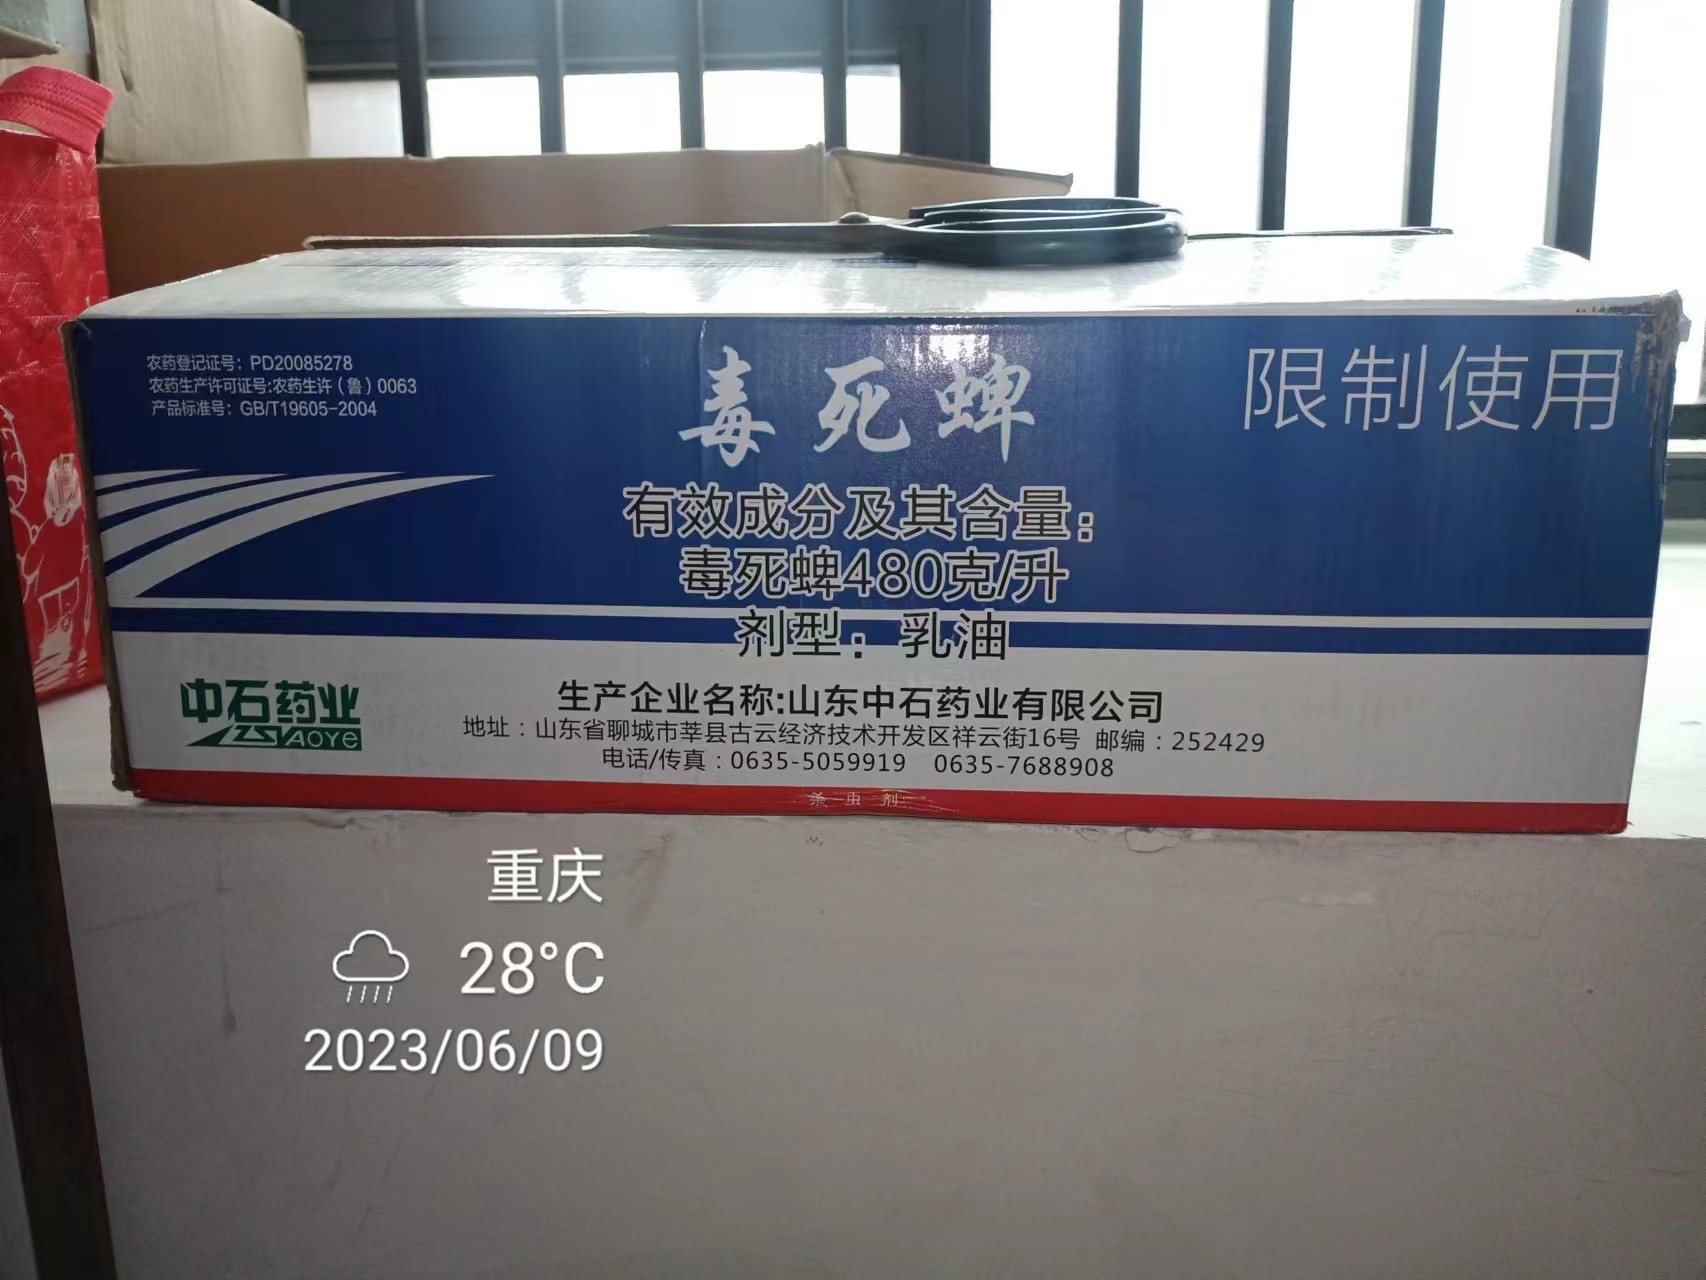 农药登记证号：PD20085278
农药生产许可证号:农药生许（鲁）0063
产品标准号：GB/T19605-2004
毒死蜱
限制使用
有效成分及其含量：
毒死蜱480克/升
剂型：乳油
中石药业
YAOYE
生产企业名称:山东中石药业有限公司
地址：山东省聊城市莘县古云经济技术开发区祥云街16号 邮编：252429
电话/传真：0635-5059919 0635-7688908
杀虫剂
重庆
28°C
2023/06/09